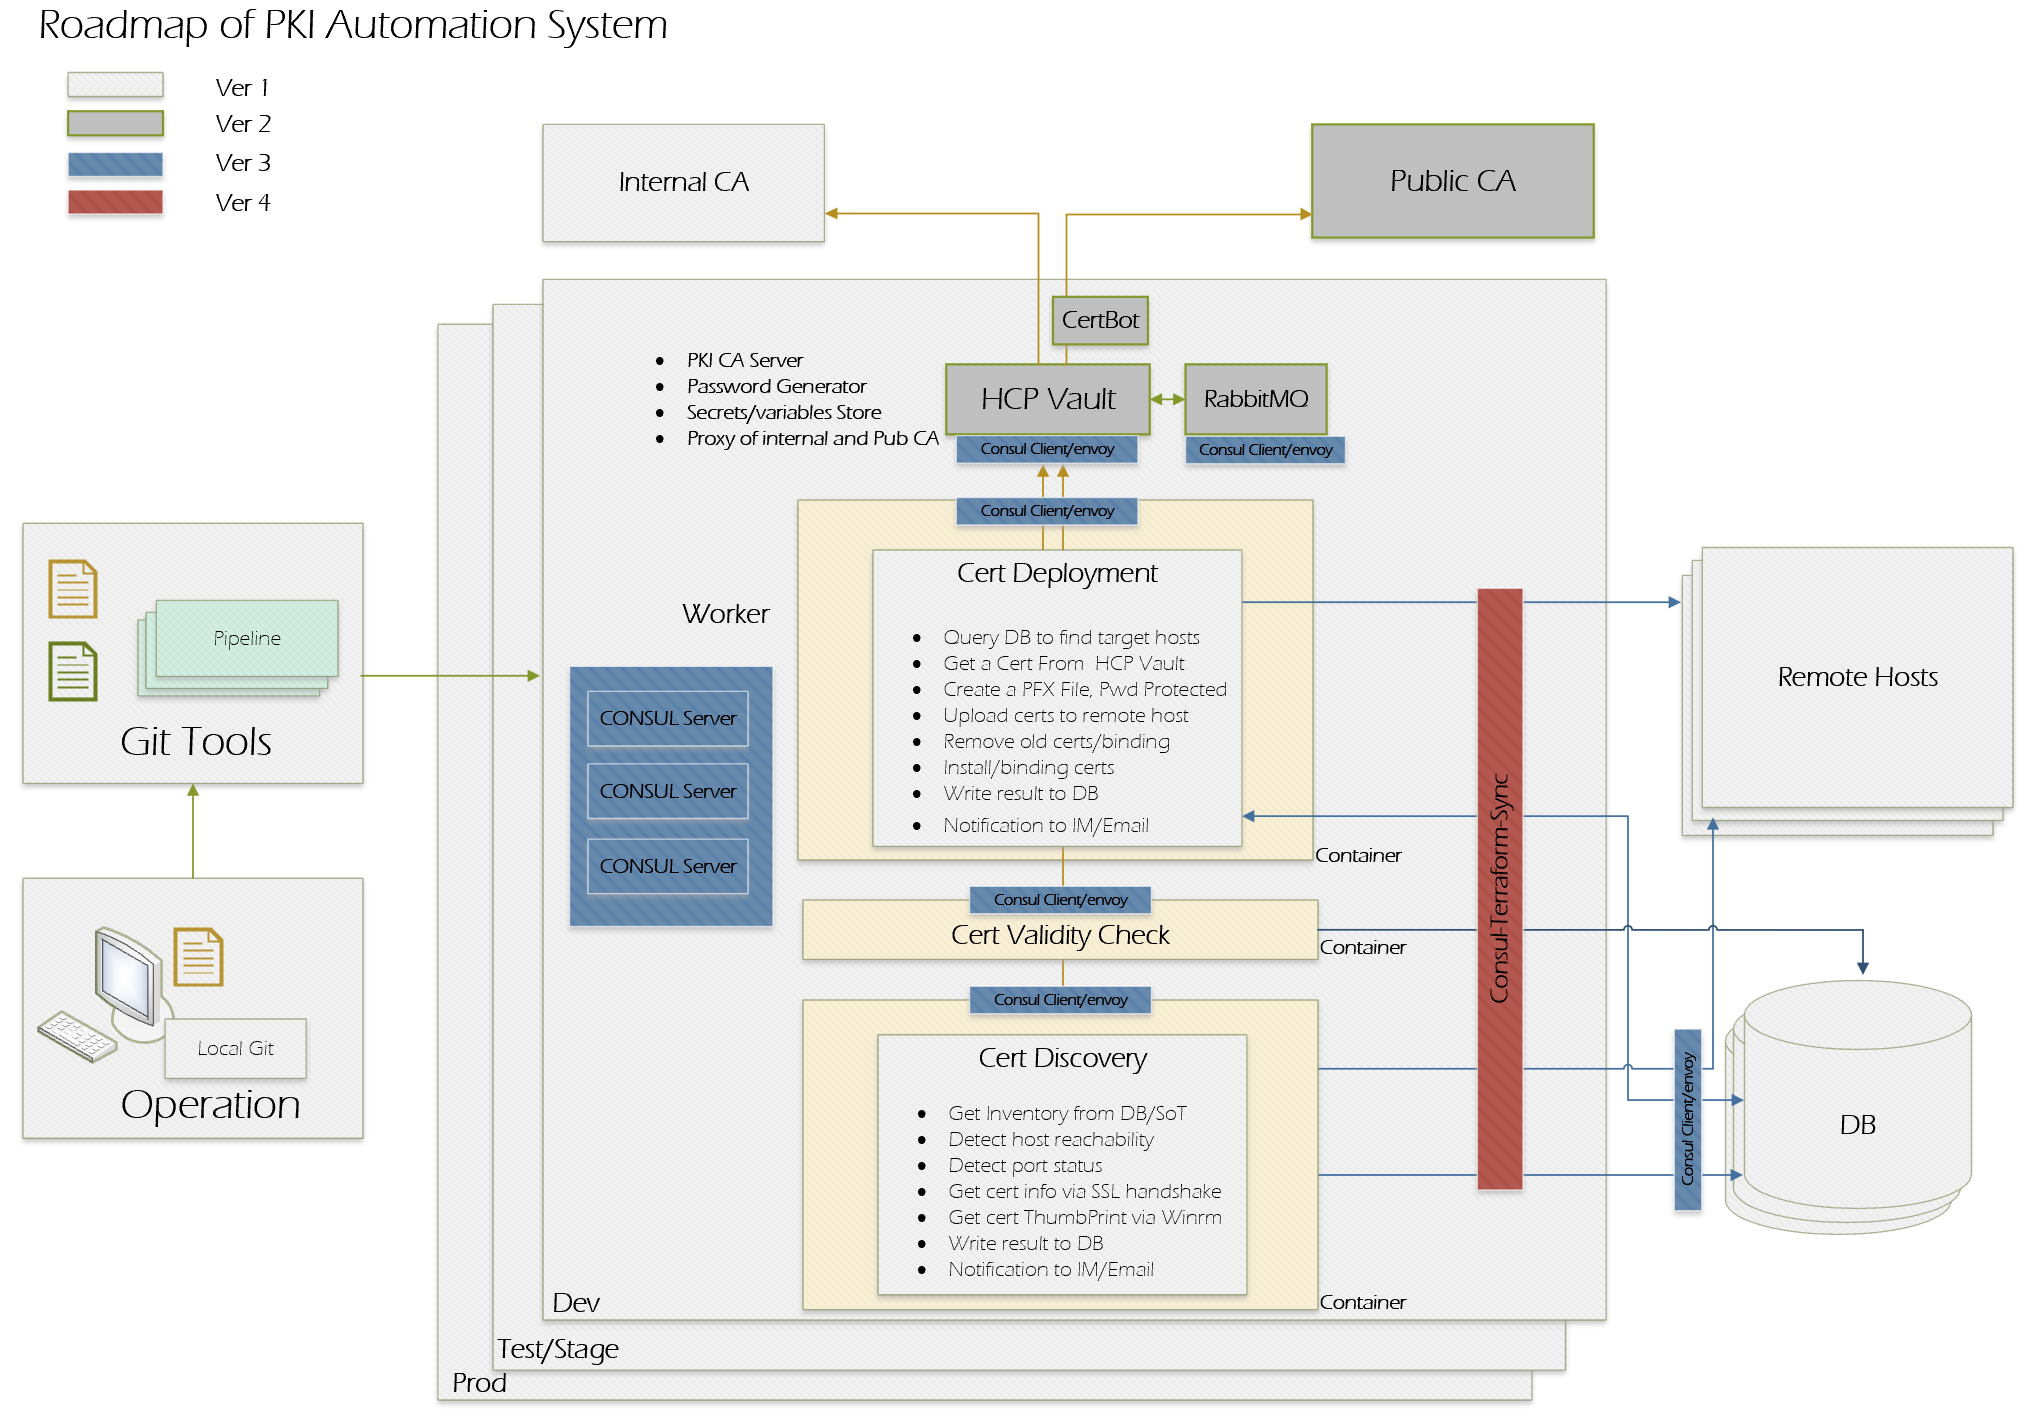 Roadmap of PKI Automation System
Ver 1
Ver 2
Ver 3
Ver 4
Internal CA
Public CA
CertBot
PKI CA Server
Password Generator
Secrets/variables Store
Proxy of internal and Pub CA
HCP Vault
RabbitMQ
Consul Client/envoy
Consul Client/envoy
Consul Client/envoy
Cert Deployment
Query DB to find target hosts
Get a Cert From HCP Vault
Create a PFX File, Pwd Protected
Upload certs to remote host
Remove old certs/binding
Install/binding certs
Write result to DB
Notification to IM/Email
Container
Worker
CONSUL Server
CONSUL Server
CONSUL Server
Pipeline
Git Tools
Local Git
Operation
Consul Client/envoy
Cert Validity Check
Container
Consul Client/envoy
Cert Discovery
Get Inventory from DB/SoT
Detect host reachability
Detect port status
Get cert info via SSL handshake
Get cert ThumbPrint via Winrm
Write result to DB
Notification to IM/Email
Container
Consul-Terraform-Sync
Remote Hosts
Consul Client/envoy
DB
Dev
Test/Stage
Prod